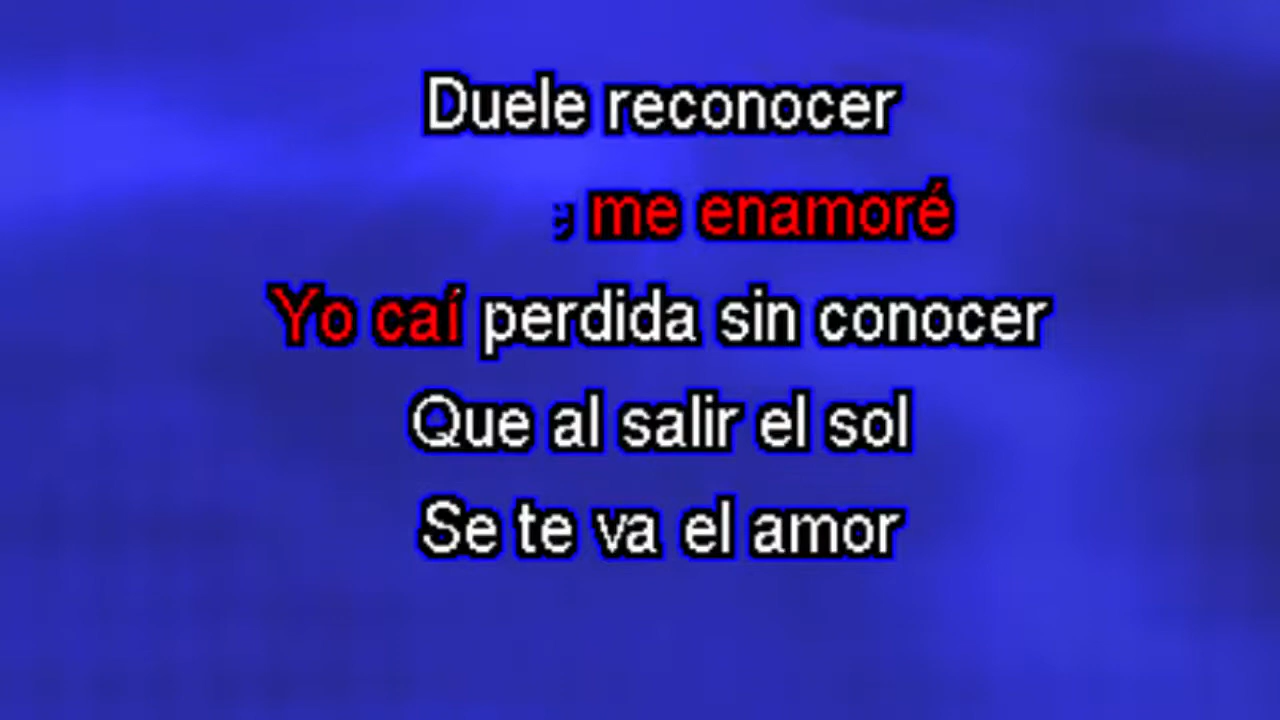 Duele reconocer
me enamoré
Yo caí perdida sin conocer
Que al salir el sol
Se te va el amor